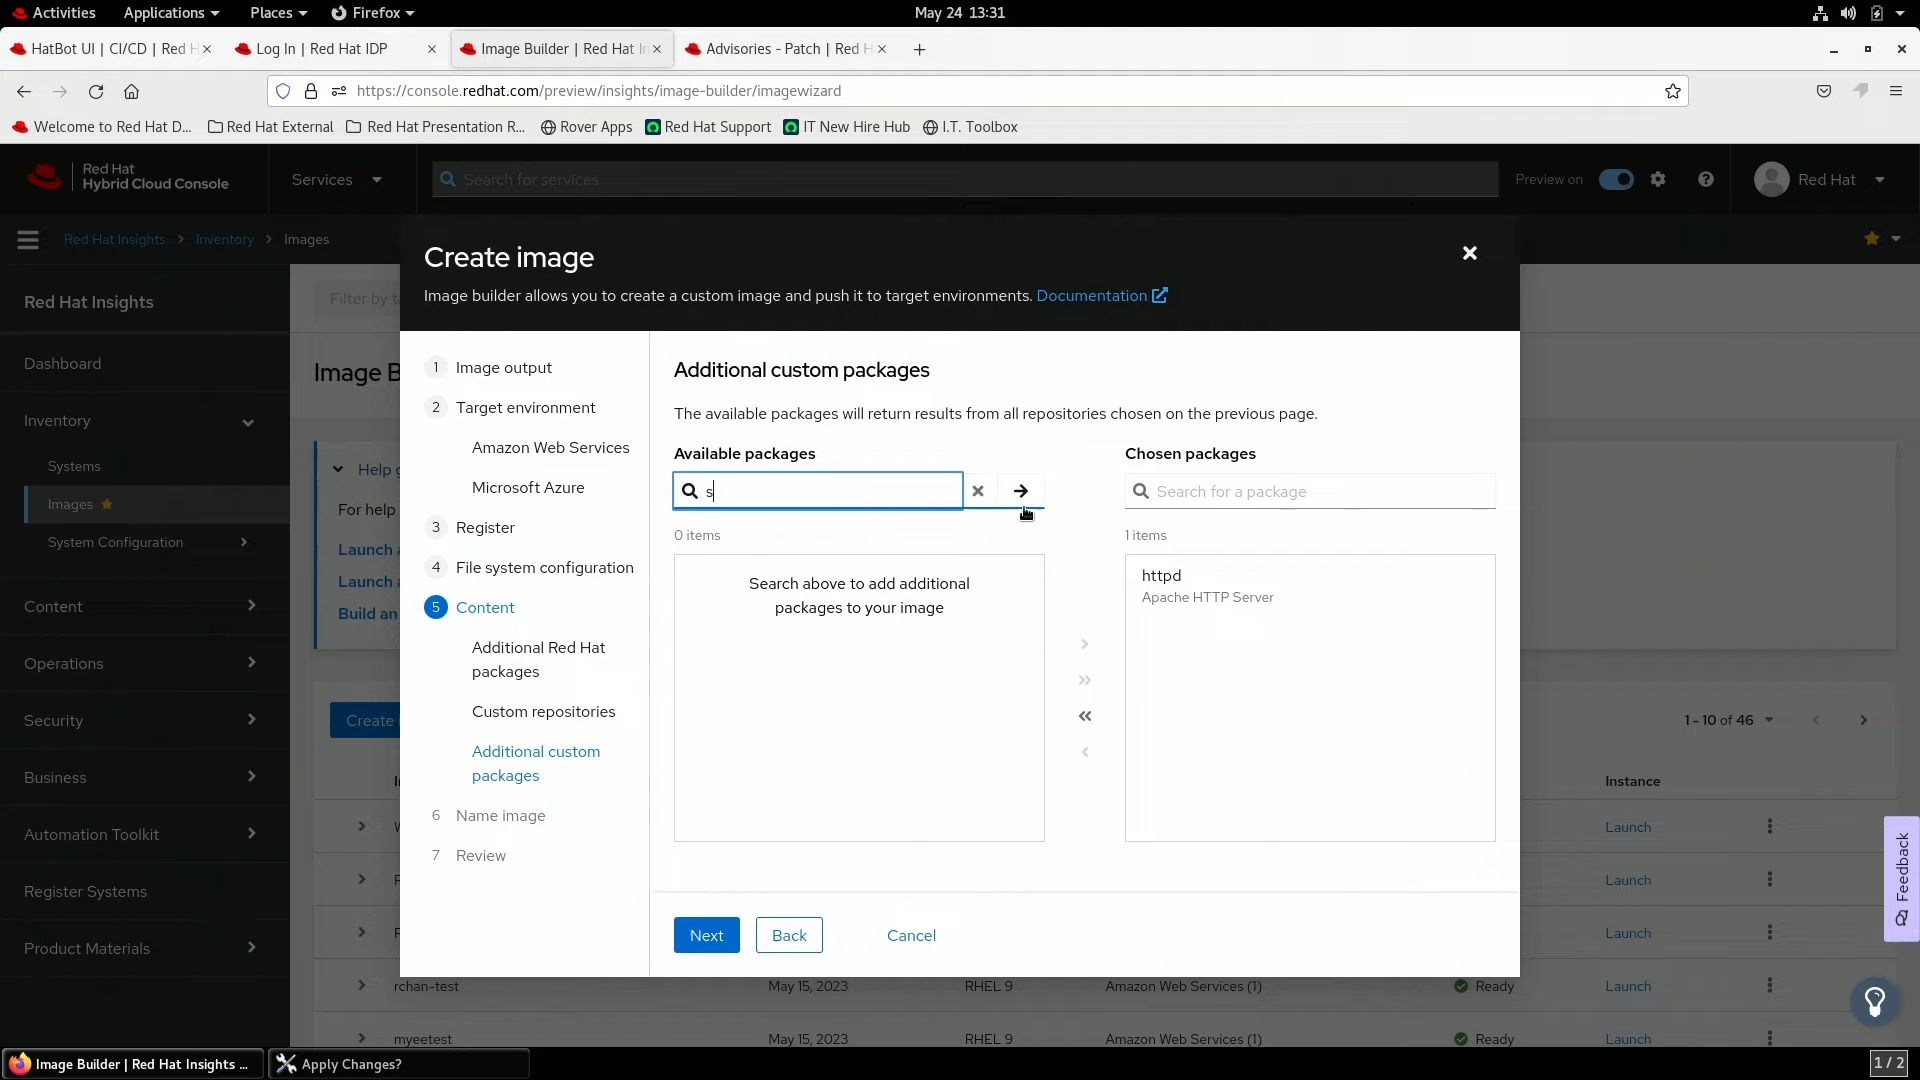 Activities
Applications
Places
Firefox
May 24 13:31
HatBot UI | CI/CD | Red H
Log In | Red Hat IDP
Image Builder | Red Hat In
Advisories - Patch | Red H
https://console.redhat.com/preview/insights/image-builder/imagewizard
Welcome to Red Hat D...
Red Hat External
Red Hat Presentation R...
Rover Apps
Red Hat Support
IT New Hire Hub
I.T. Toolbox
Red Hat
Hybrid Cloud Console
Services
Search for services
Preview on
Red Hat
Red Hat Insights
Inventory
Images
Red Hat Insights
Dashboard
Inventory
Systems
Images
System Configuration
Content
Operations
Security
Business
Automation Toolkit
Register Systems
Product Materials
Filter by t
Image B
Help g
For help
Launch a
Launch a
Build an
Create
Create image
Image builder allows you to create a custom image and push it to target environments. Documentation
1 Image output
2 Target environment
Amazon Web Services
Microsoft Azure
3 Register
4 File system configuration
5 Content
Additional Red Hat
packages
Custom repositories
Additional custom
packages
6 Name image
7 Review
Additional custom packages
The available packages will return results from all repositories chosen on the previous page.
Available packages
s
0 items
Search above to add additional
packages to your image
Chosen packages
Search for a package
1 items
httpd
Apache HTTP Server
Next
Back
Cancel
1 - 10 of 46
Instance
Launch
Launch
Launch
rchan-test May 15, 2023 RHEL 9 Amazon Web Services (1) Ready Launch
myeetest May 15, 2023 RHEL 9 Amazon Web Services (1) Ready Launch
Feedback
Image Builder | Red Hat Insights ...
Apply Changes?
1 / 2